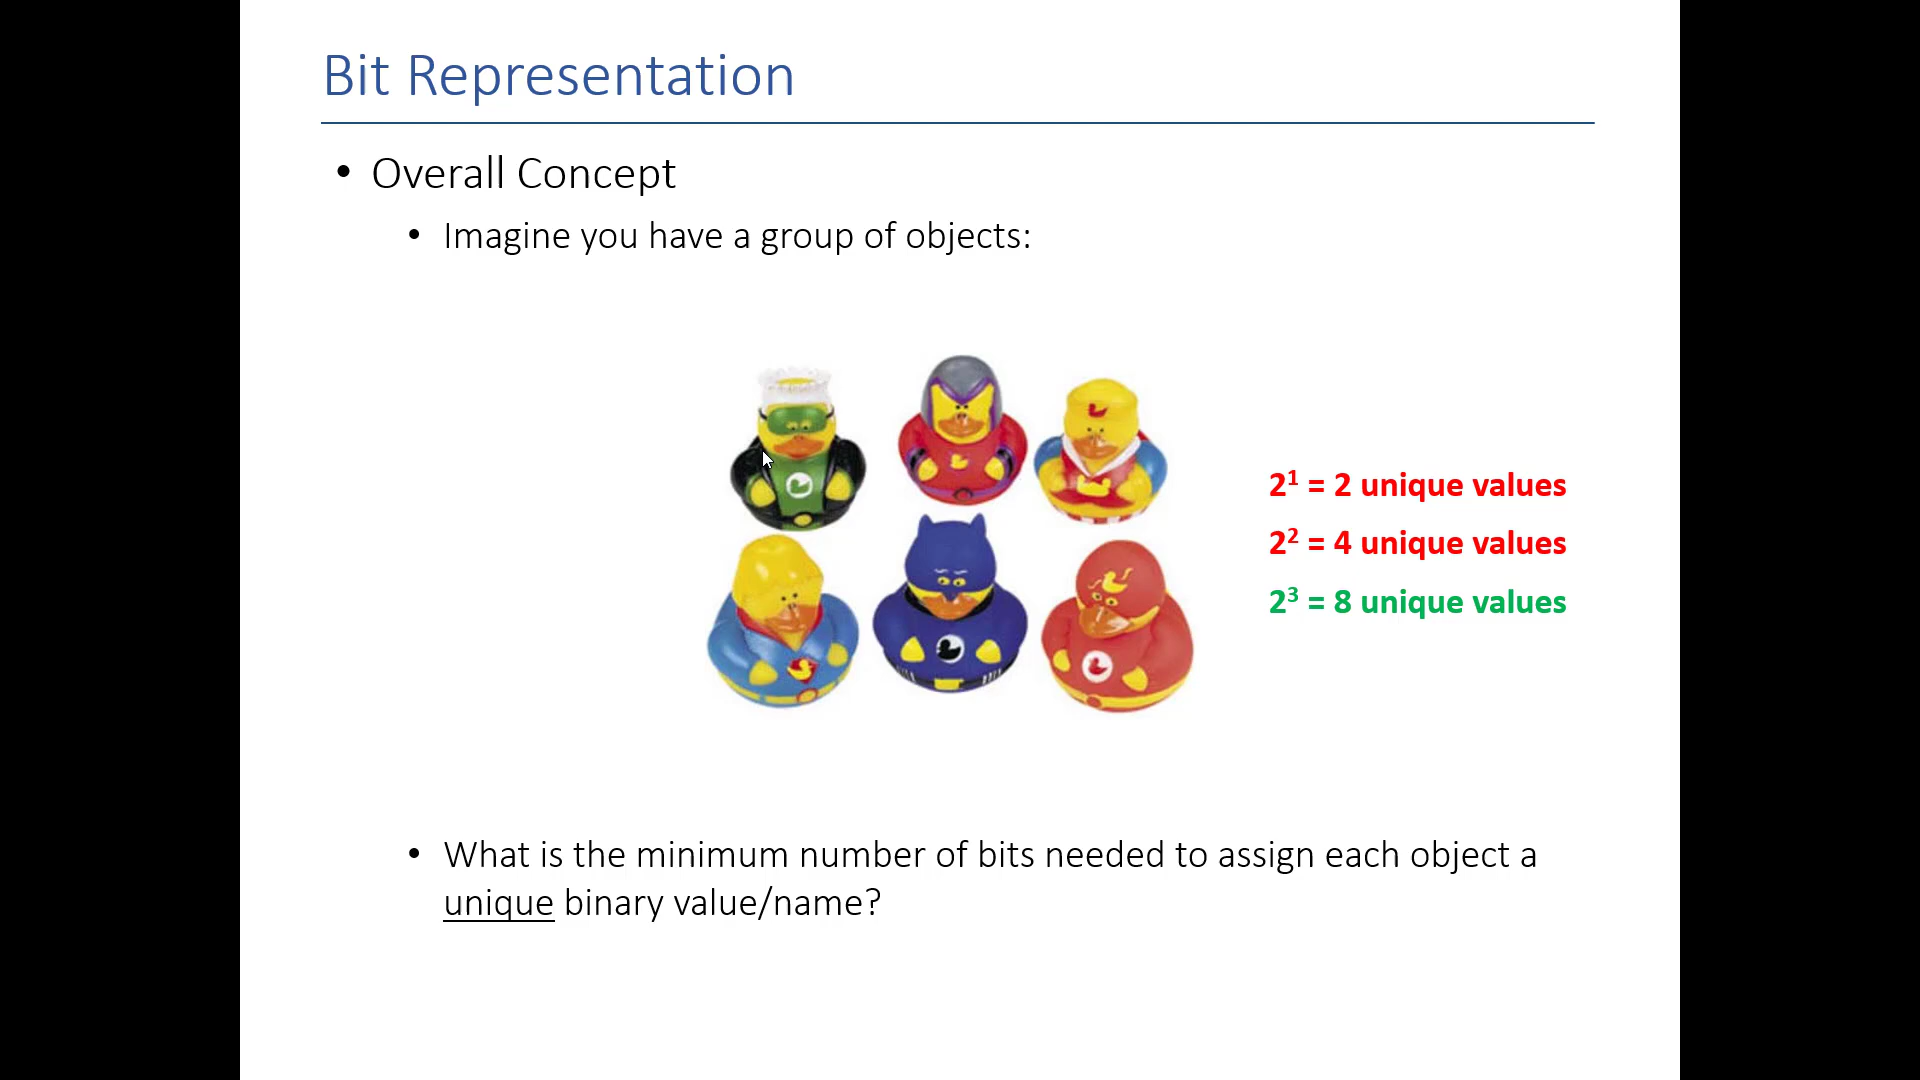 Bit Representation
• Overall Concept
• Imagine you have a group of objects:
2¹ = 2 unique values
2² = 4 unique values
2³ = 8 unique values
• What is the minimum number of bits needed to assign each object a
unique binary value/name?